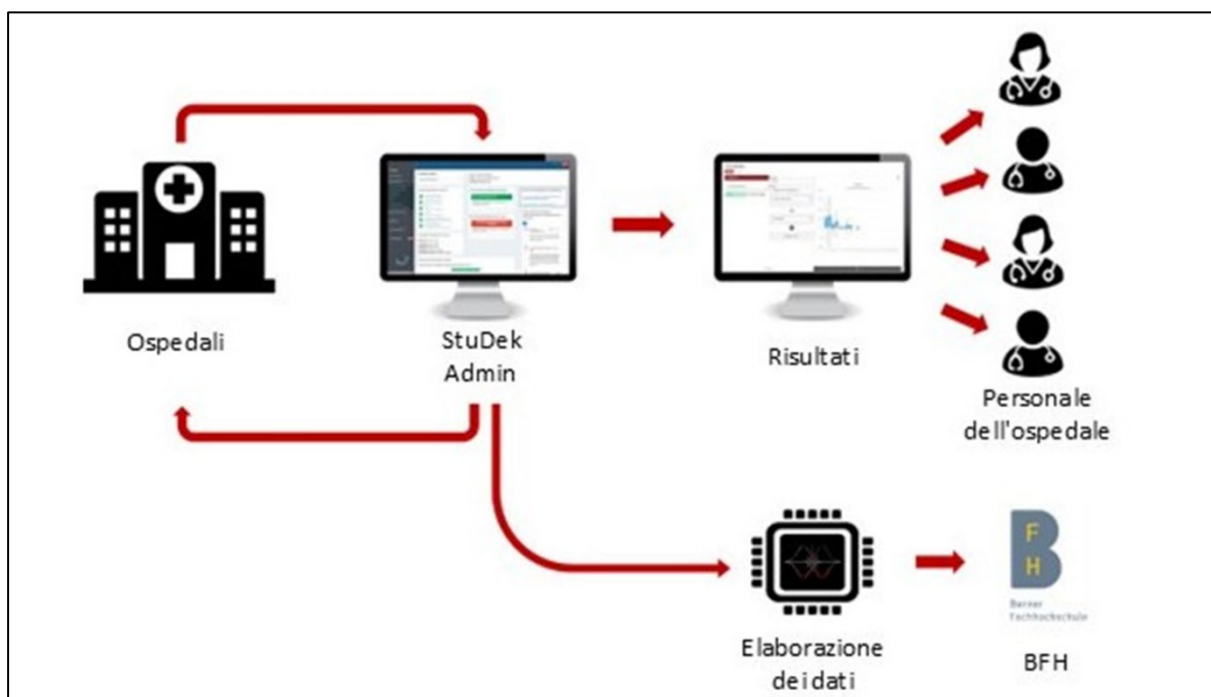 Ospedali
StuDek
Admin
Risultati
Personale
dell'ospedale
Elaborazione
dei dati
F
B
H
Berner
Fachhochschule
BFH